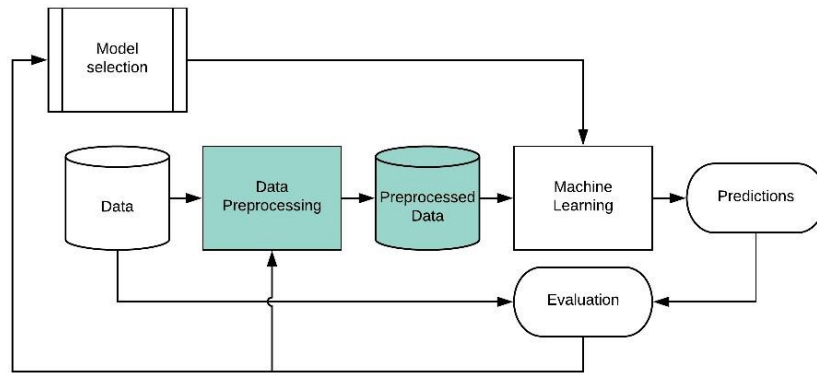 Model
selection
Data
Data
Preprocessing
Preprocessed
Data
Machine
Learning
Predictions
Evaluation